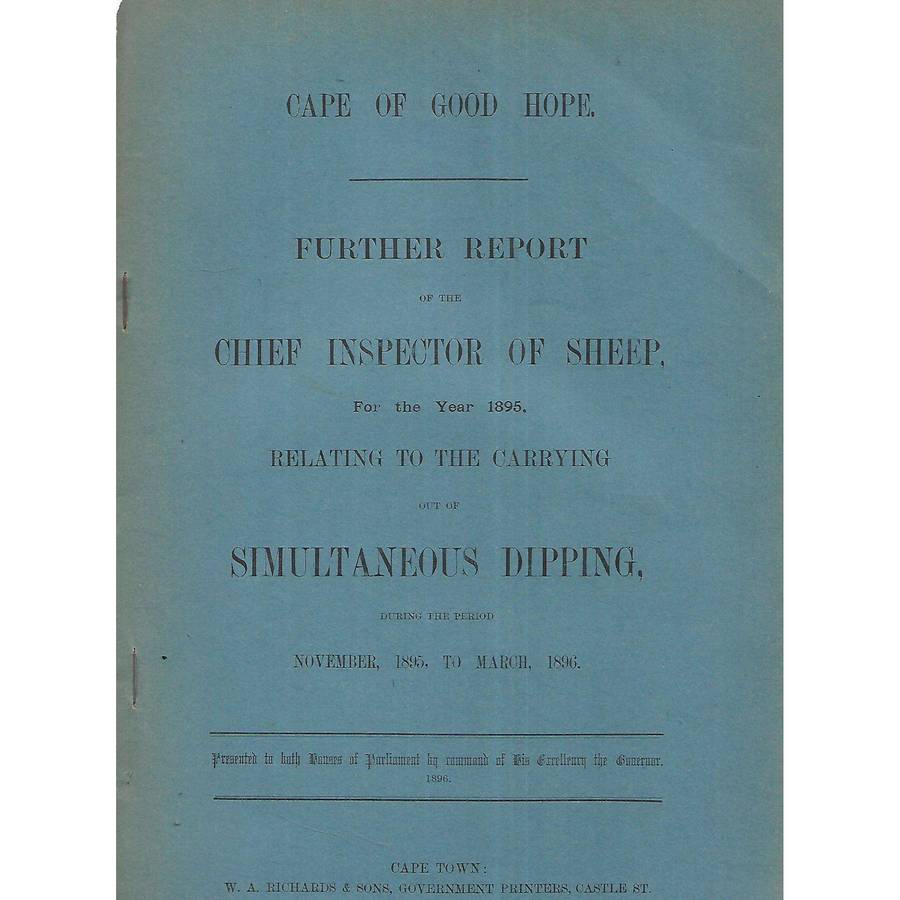 CAPE OF GOOD HOPE.
FURTHER REPORT
OF THE
CHIEF INSPECTOR OF SHEEP,
For the Year 1895,
RELATING TO THE CARRYING
OUT OF
SIMULTANEOUS DIPPING,
DURING THE PERIOD
NOVEMBER, 1895, TO MARCH, 1896.
Presented to both Houses of Parliament by command of His Excellency the Governor.
1896.
CAPE TOWN:
W. A. RICHARDS & SONS, GOVERNMENT PRINTERS, CASTLE ST.